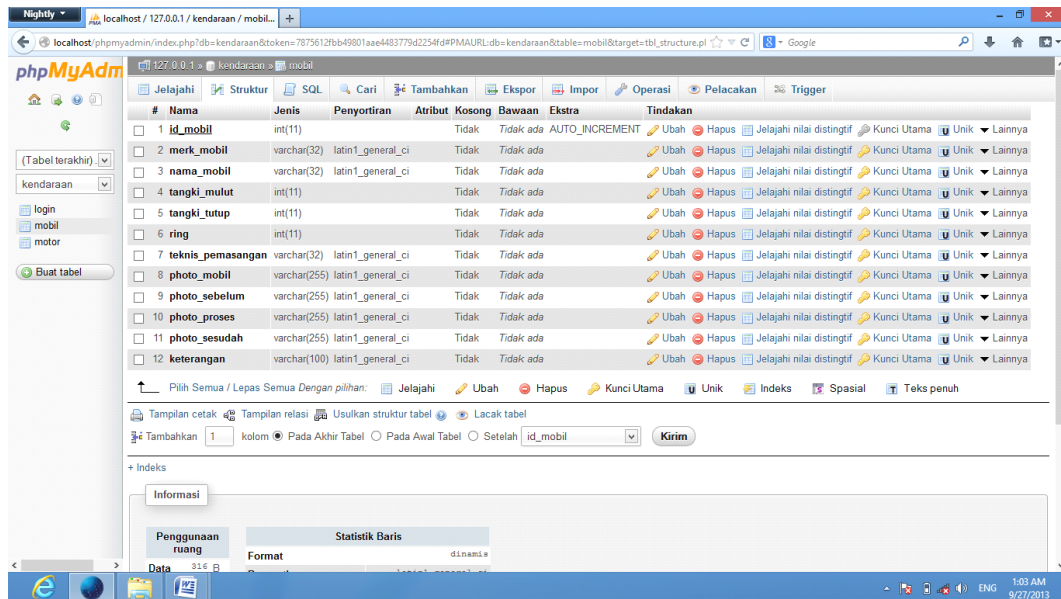 Nightly
localhost / 127.0.0.1 / kendaraan / mobil...
localhost/phpmyadmin/index.php?db=kendaraan&token=7875612fbb49801aae4483779d2254fd#PMAURL:db=kendaraan&table=mobil&target=tbl_structure.pl
Google
phpMyAdm
127.0.0.1 » kendaraan » mobil
Jelajahi Struktur SQL Cari Tambahkan Ekspor Impor Operasi Pelacakan Trigger
# Nama Jenis Penyortiran Atribut Kosong Bawaan Ekstra Tindakan
1 id_mobil int(11) Tidak Tidak ada AUTO_INCREMENT Ubah Hapus Jelajahi nilai distingtif Kunci Utama Unik Lainnya
2 merk_mobil varchar(32) latin1_general_ci Tidak Tidak ada Ubah Hapus Jelajahi nilai distingtif Kunci Utama Unik Lainnya
3 nama_mobil varchar(32) latin1_general_ci Tidak Tidak ada Ubah Hapus Jelajahi nilai distingtif Kunci Utama Unik Lainnya
4 tangki_mulut int(11) Tidak Tidak ada Ubah Hapus Jelajahi nilai distingtif Kunci Utama Unik Lainnya
5 tangki_tutup int(11) Tidak Tidak ada Ubah Hapus Jelajahi nilai distingtif Kunci Utama Unik Lainnya
6 ring int(11) Tidak Tidak ada Ubah Hapus Jelajahi nilai distingtif Kunci Utama Unik Lainnya
7 teknis_pemasangan varchar(32) latin1_general_ci Tidak Tidak ada Ubah Hapus Jelajahi nilai distingtif Kunci Utama Unik Lainnya
8 photo_mobil varchar(255) latin1_general_ci Tidak Tidak ada Ubah Hapus Jelajahi nilai distingtif Kunci Utama Unik Lainnya
9 photo_sebelum varchar(255) latin1_general_ci Tidak Tidak ada Ubah Hapus Jelajahi nilai distingtif Kunci Utama Unik Lainnya
10 photo_proses varchar(255) latin1_general_ci Tidak Tidak ada Ubah Hapus Jelajahi nilai distingtif Kunci Utama Unik Lainnya
11 photo_sesudah varchar(255) latin1_general_ci Tidak Tidak ada Ubah Hapus Jelajahi nilai distingtif Kunci Utama Unik Lainnya
12 keterangan varchar(100) latin1_general_ci Tidak Tidak ada Ubah Hapus Jelajahi nilai distingtif Kunci Utama Unik Lainnya
(Tabel terakhir) ..
kendaraan
login
mobil
motor
Buat tabel
Pilih Semua / Lepas Semua Dengan pilihan: Jelajahi Ubah Hapus Kunci Utama Unik Indeks Spasial Teks penuh
Tampilan cetak Tampilan relasi Usulkan struktur tabel Lacak tabel
Tambahkan 1 kolom Pada Akhir Tabel Pada Awal Tabel Setelah id_mobil Kirim
+ Indeks
Informasi
Penggunaan ruang
Data 316 B
Statistik Baris
Format dinamis
ENG
1:03 AM
9/27/2013